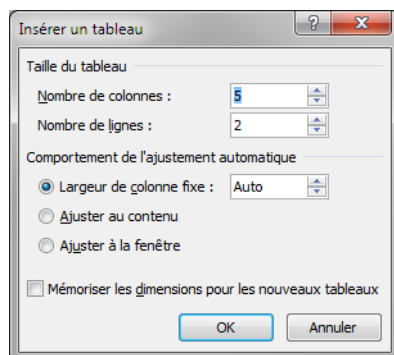 Insérer un tableau
Taille du tableau
Nombre de colonnes : 5
Nombre de lignes : 2
Comportement de l'ajustement automatique
Largeur de colonne fixe : Auto
Ajuster au contenu
Ajuster à la fenêtre
Mémoriser les dimensions pour les nouveaux tableaux
OK Annuler